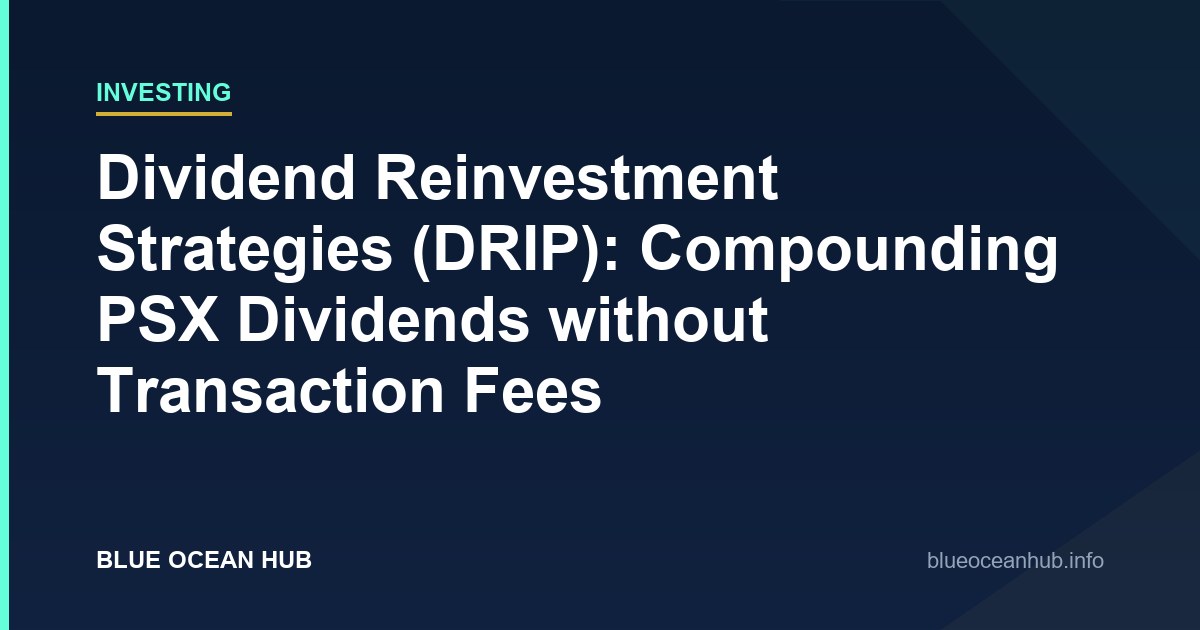 INVESTING
Dividend Reinvestment
Strategies (DRIP): Compounding
PSX Dividends without
Transaction Fees
BLUE OCEAN HUB
blueoceanhub.info